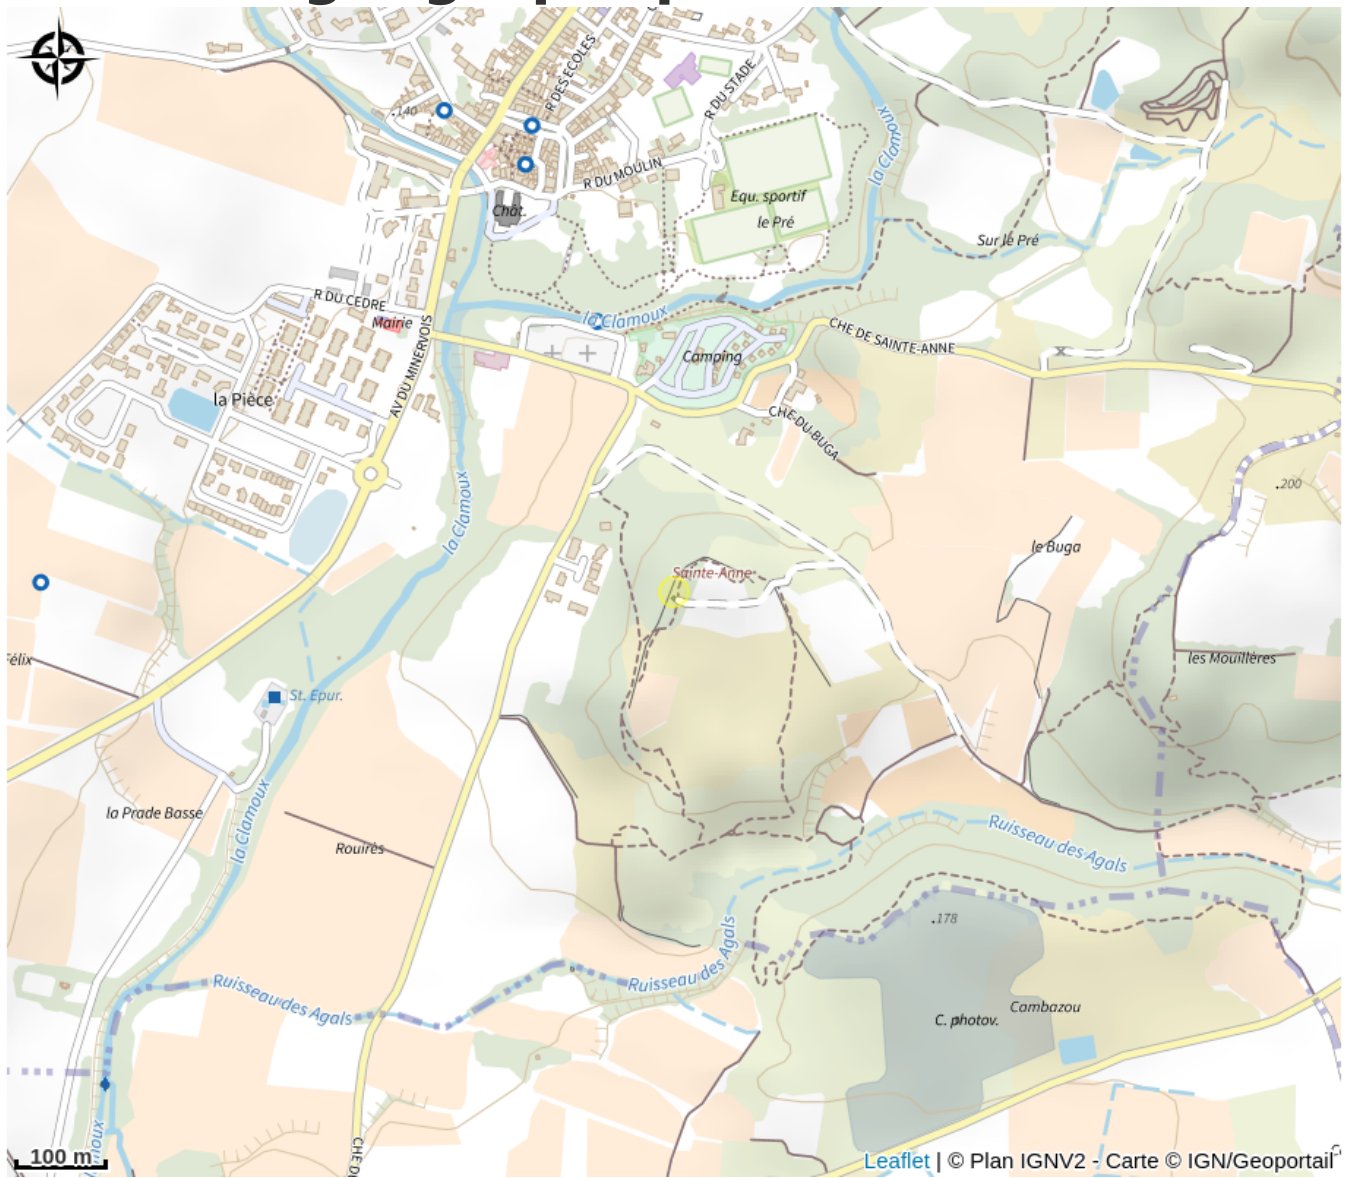 R DES ECOLES
R DU STADE
140
la Clamoux
R DU MOULIN
Equ. sportif
le Pré
Chât.
Sur le Pré
R DU CEDRE
Mairie
la Clamoux
CHE DE SAINTE-ANNE
Camping
AV DU MINERVOIS
la Pièce
CHE DU BUGA
200
la Clamoux
le Buga
Sainte-Anne
Félix
les Mouillères
St. Epur.
la Prade Basse
la Clamoux
Rouirès
Ruisseau des Agals
178
Ruisseau des Agals
Ruisseau des Agals
Cambazou
C. photov.
100 m
Leaflet | © Plan IGNV2 - Carte © IGN/Geoportail